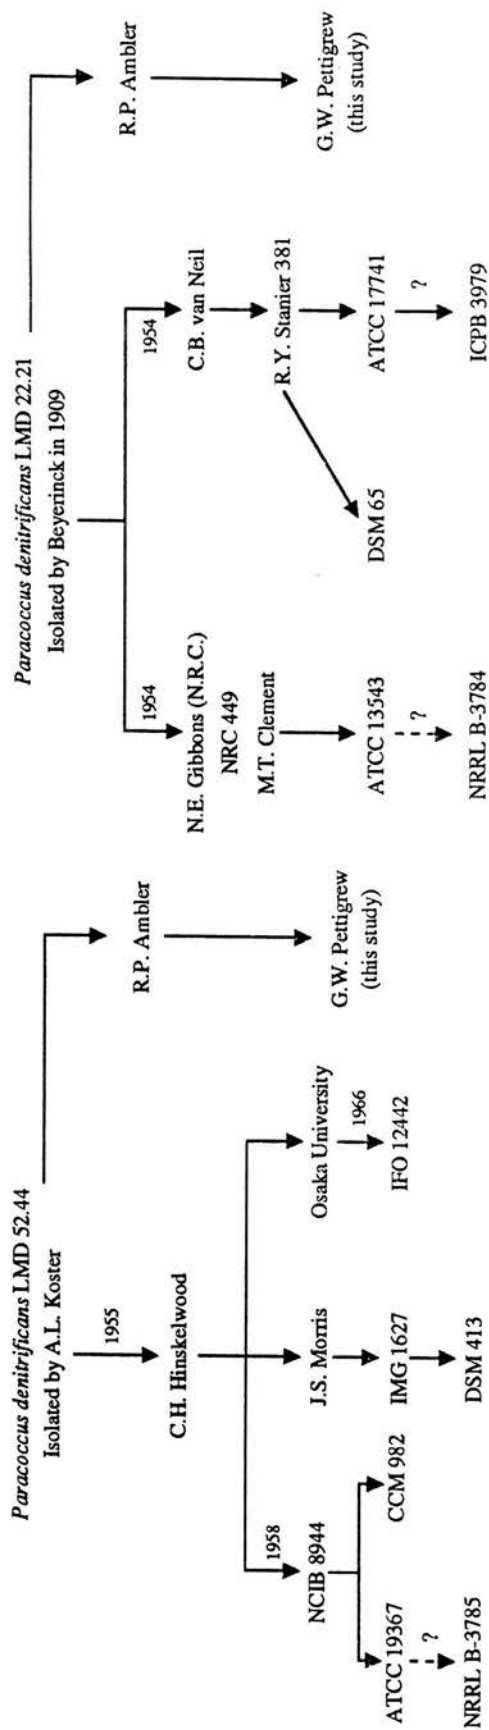 Paracoccus denitrificans LMD 52.44
Isolated by A.L. Koster
1955
C.H. Hinskelwood
1958
NCIB 8944
ATCC 19367
?
NRRL B-3785
CCM 982
J.S. Morris
IMG 1627
DSM 413
Osaka University
1966
IFO 12442
R.P. Ambler
G.W. Pettigrew
(this study)
Paracoccus denitrificans LMD 22.21
Isolated by Beyerinck in 1909
1954
N.E. Gibbons (N.R.C.)
NRC 449
M.T. Clement
ATCC 13543
?
NRRL B-3784
1954
C.B. van Neil
R.Y. Stanier 381
DSM 65
ATCC 17741
?
ICPB 3979
R.P. Ambler
G.W. Pettigrew
(this study)